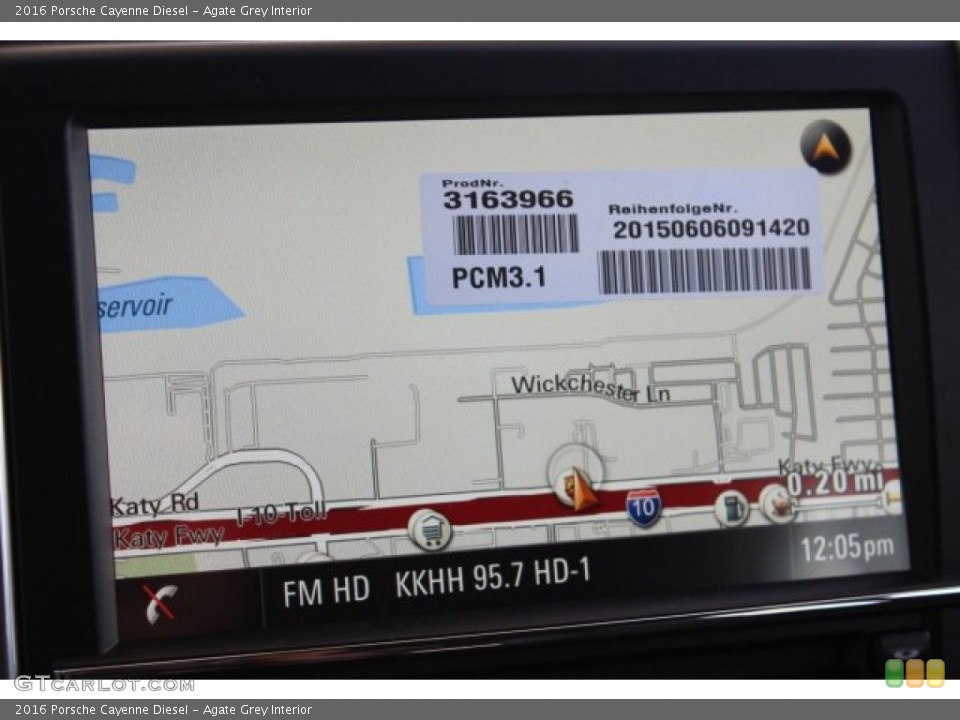 2016 Porsche Cayenne Diesel - Agate Grey Interior
ProdNr.
3163966
ReihenfolgeNr.
20150606091420
PCM3.1
servoir
Wickchester Ln
Katy Fwy
0.20 mi
Katy Rd
I-10-Toll
10
Katy Fwy
12:05pm
FM HD KKHH 95.7 HD-1
GTCARLOT.COM
2016 Porsche Cayenne Diesel - Agate Grey Interior